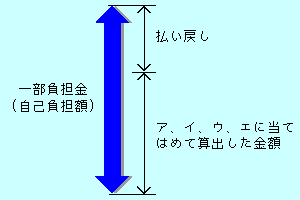 払い戻し
一部負担金
（自己負担額）
ア、イ、ウ、エに当て
はめて算出した金額